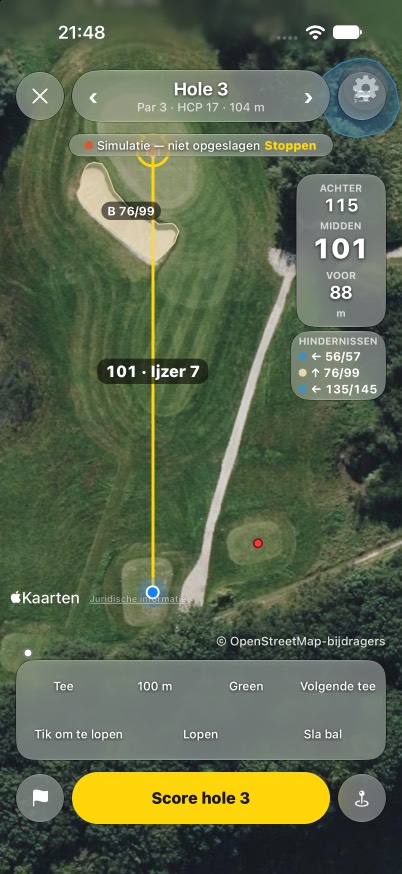 21:48
Hole 3
Par 3 · HCP 17 · 104 m
Simulatie — niet opgeslagen Stoppen
ACHTER
115
MIDDEN
101
VOOR
88
m
B 76/99
HINDERNISSEN
← 56/57
↑ 76/99
← 135/145
101 · Ijzer 7
Kaarten
Juridische informatie
© OpenStreetMap-bijdragers
Tee 100 m Green Volgende tee
Tik om te lopen Lopen Sla bal
Score hole 3